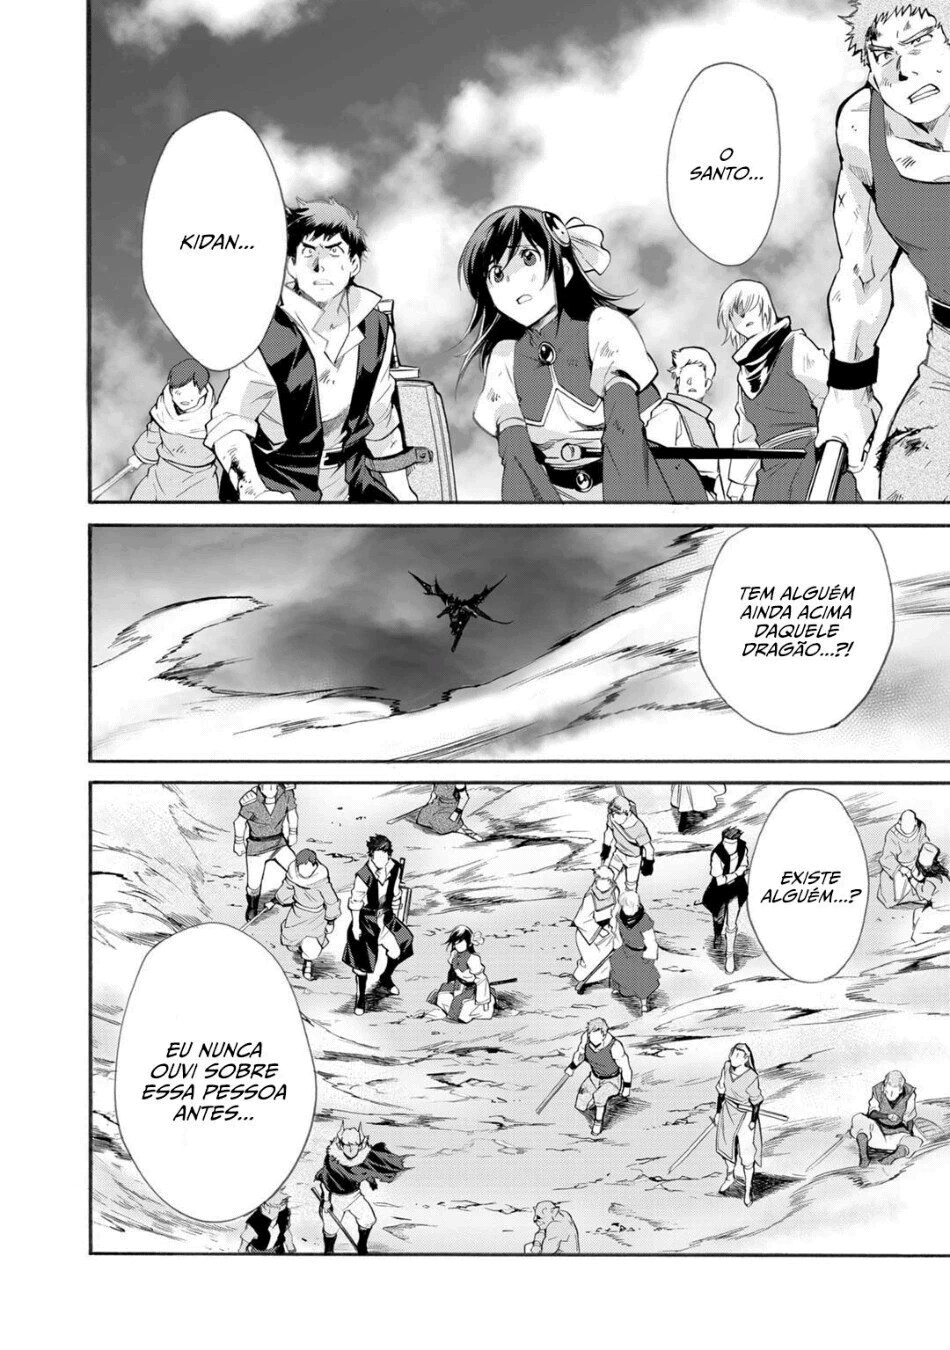 O
SANTO...
KIDAN...
TEM ALGUÉM
AINDA ACIMA
DAQUELE
DRAGÃO...?!
EXISTE
ALGUÉM...?
EU NUNCA
OUVI SOBRE
ESSA PESSOA
ANTES...